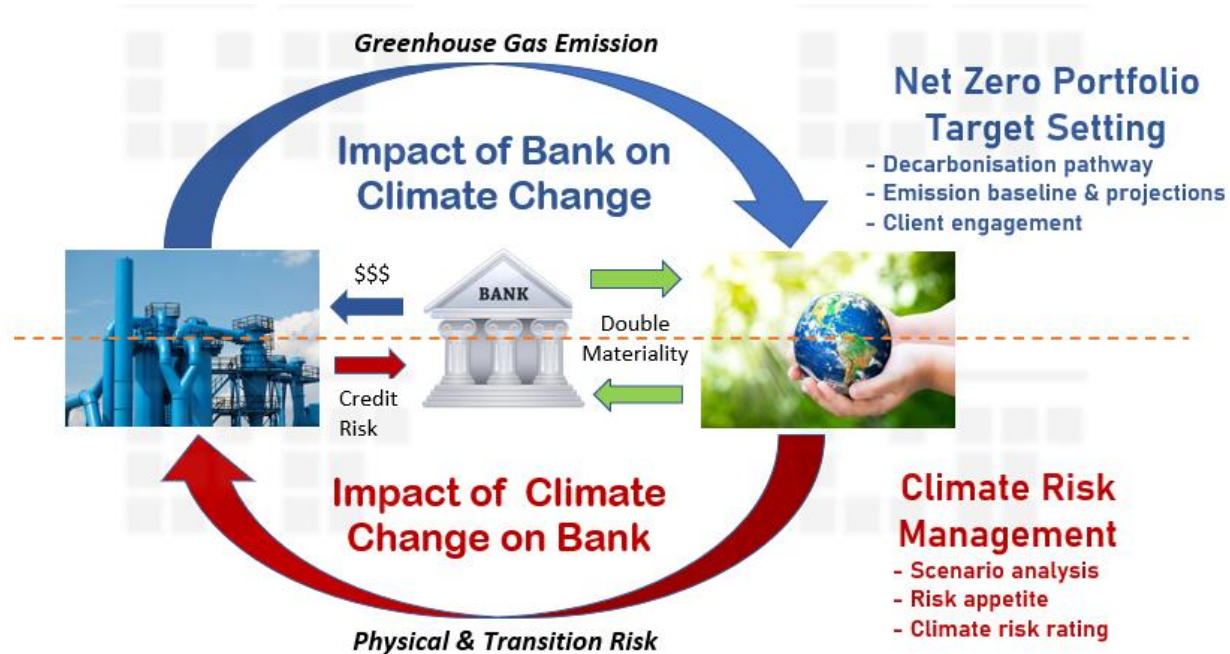 Greenhouse Gas Emission
Impact of Bank on
Climate Change
Net Zero Portfolio
Target Setting
- Decarbonisation pathway
- Emission baseline & projections
- Client engagement
$$$
BANK
Double
Materiality
Credit
Risk
Impact of Climate
Change on Bank
Climate Risk
Management
- Scenario analysis
- Risk appetite
- Climate risk rating
Physical & Transition Risk